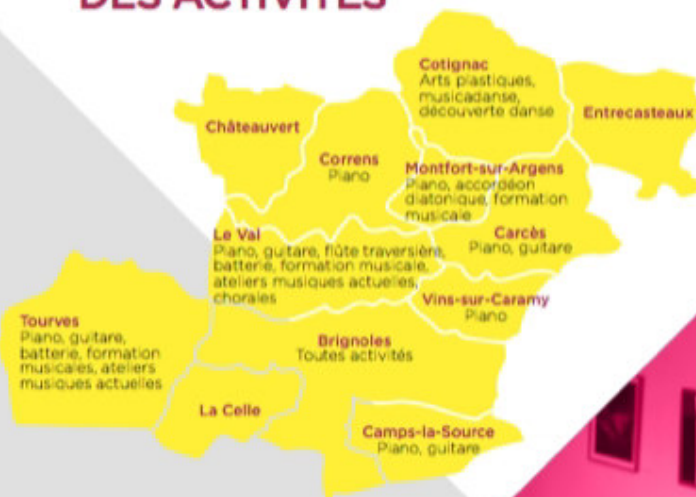 DES ACTIVITÉS
Cotignac
Arts plastiques,
musicadanse,
découverte danse
Entrecasteaux
Châteauvert
Correns
Piano
Montfort-sur-Argens
Piano, accordéon
diatonique, formation
musicale
Carcès
Piano, guitare
Le Val
Piano, guitare, flûte traversière,
batterie, formation musicale,
ateliers musiques actuelles,
chorales
Vins-sur-Caramy
Piano
Tourves
Piano, guitare,
batterie, formation
musicales, ateliers
musiques actuelles
Brignoles
Toutes activités
La Celle
Camps-la-Source
Piano, guitare